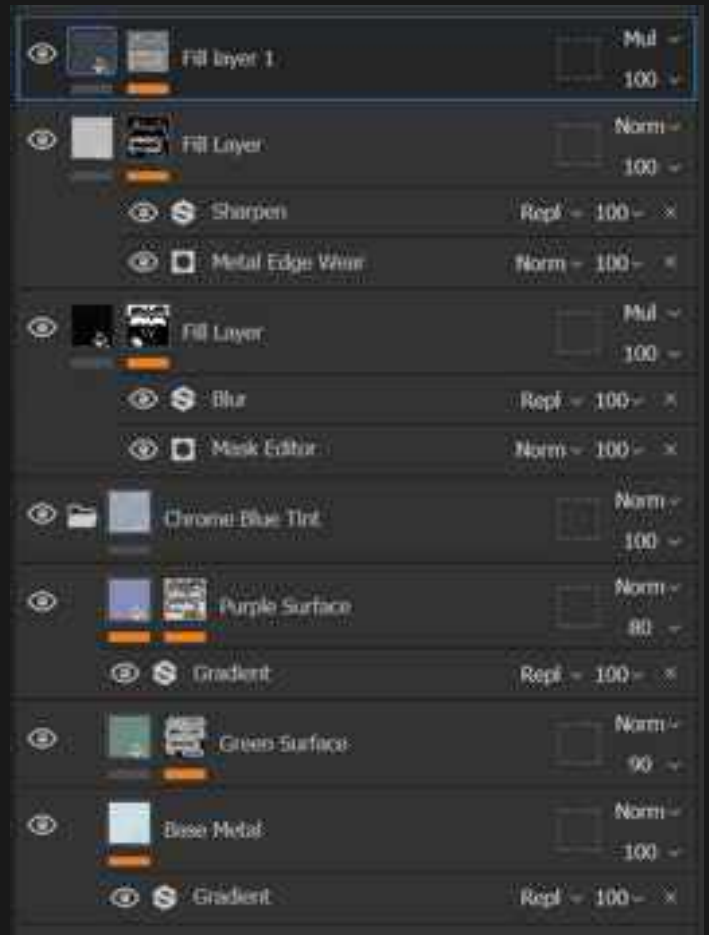 Mul
Fill layer 1
100
Norm
Fill Layer
100
Sharpen Repl 100
Metal Edge Wear Norm 100
Mul
Fill Layer
100
Blur Repl 100
Mask Editor Norm 100
Norm
Chrome Blue Tint
100
Norm
Purple Surface
80
Gradient Repl 100
Norm
Green Surface
90
Norm
Base Metal
100
Gradient Repl 100